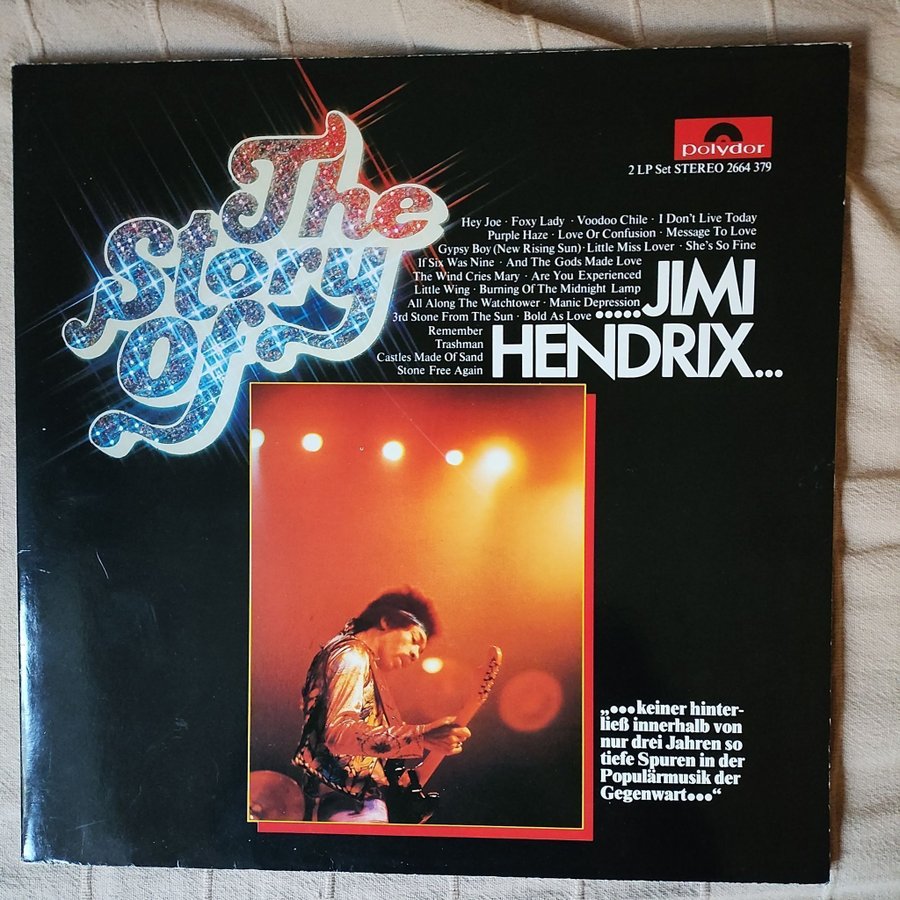 The
Story
Of...
polydor
2 LP Set STEREO 2664 379
Hey Joe · Foxy Lady · Voodoo Chile · I Don't Live Today
Purple Haze · Love Or Confusion · Message To Love
Gypsy Boy (New Rising Sun) · Little Miss Lover · She's So Fine
If Six Was Nine · And The Gods Made Love
The Wind Cries Mary · Are You Experienced
Little Wing · Burning Of The Midnight Lamp
All Along The Watchtower · Manic Depression
3rd Stone From The Sun · Bold As Love
Remember
Trashman
Castles Made Of Sand
Stone Free Again
.....JIMI
HENDRIX...
„...keiner hinter-
ließ innerhalb von
nur drei Jahren so
tiefe Spuren in der
Populärmusik der
Gegenwart...“